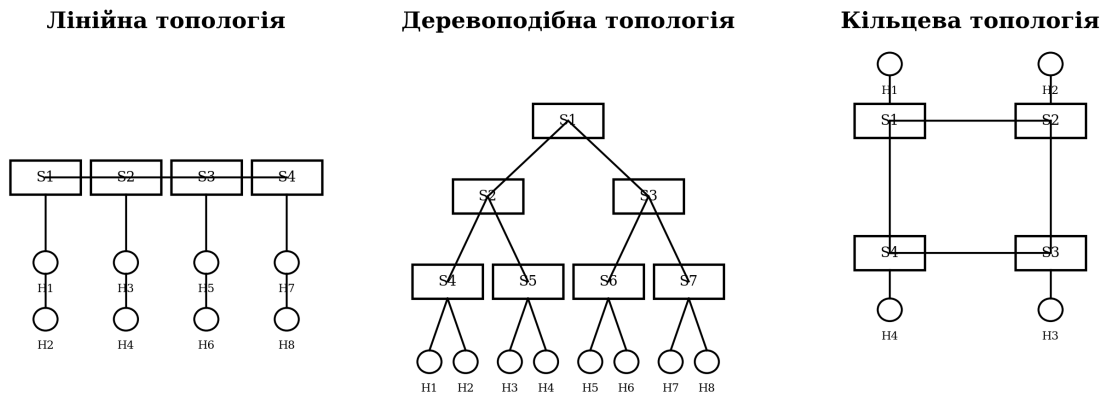 Лінійна топологія
S1 S2 S3 S4
H1 H3 H5 H7
H2 H4 H6 H8
Деревоподібна топологія
S1
S2 S3
S4 S5 S6 S7
H1 H2 H3 H4 H5 H6 H7 H8
Кільцева топологія
H1 H2
S1 S2
S4 S3
H4 H3